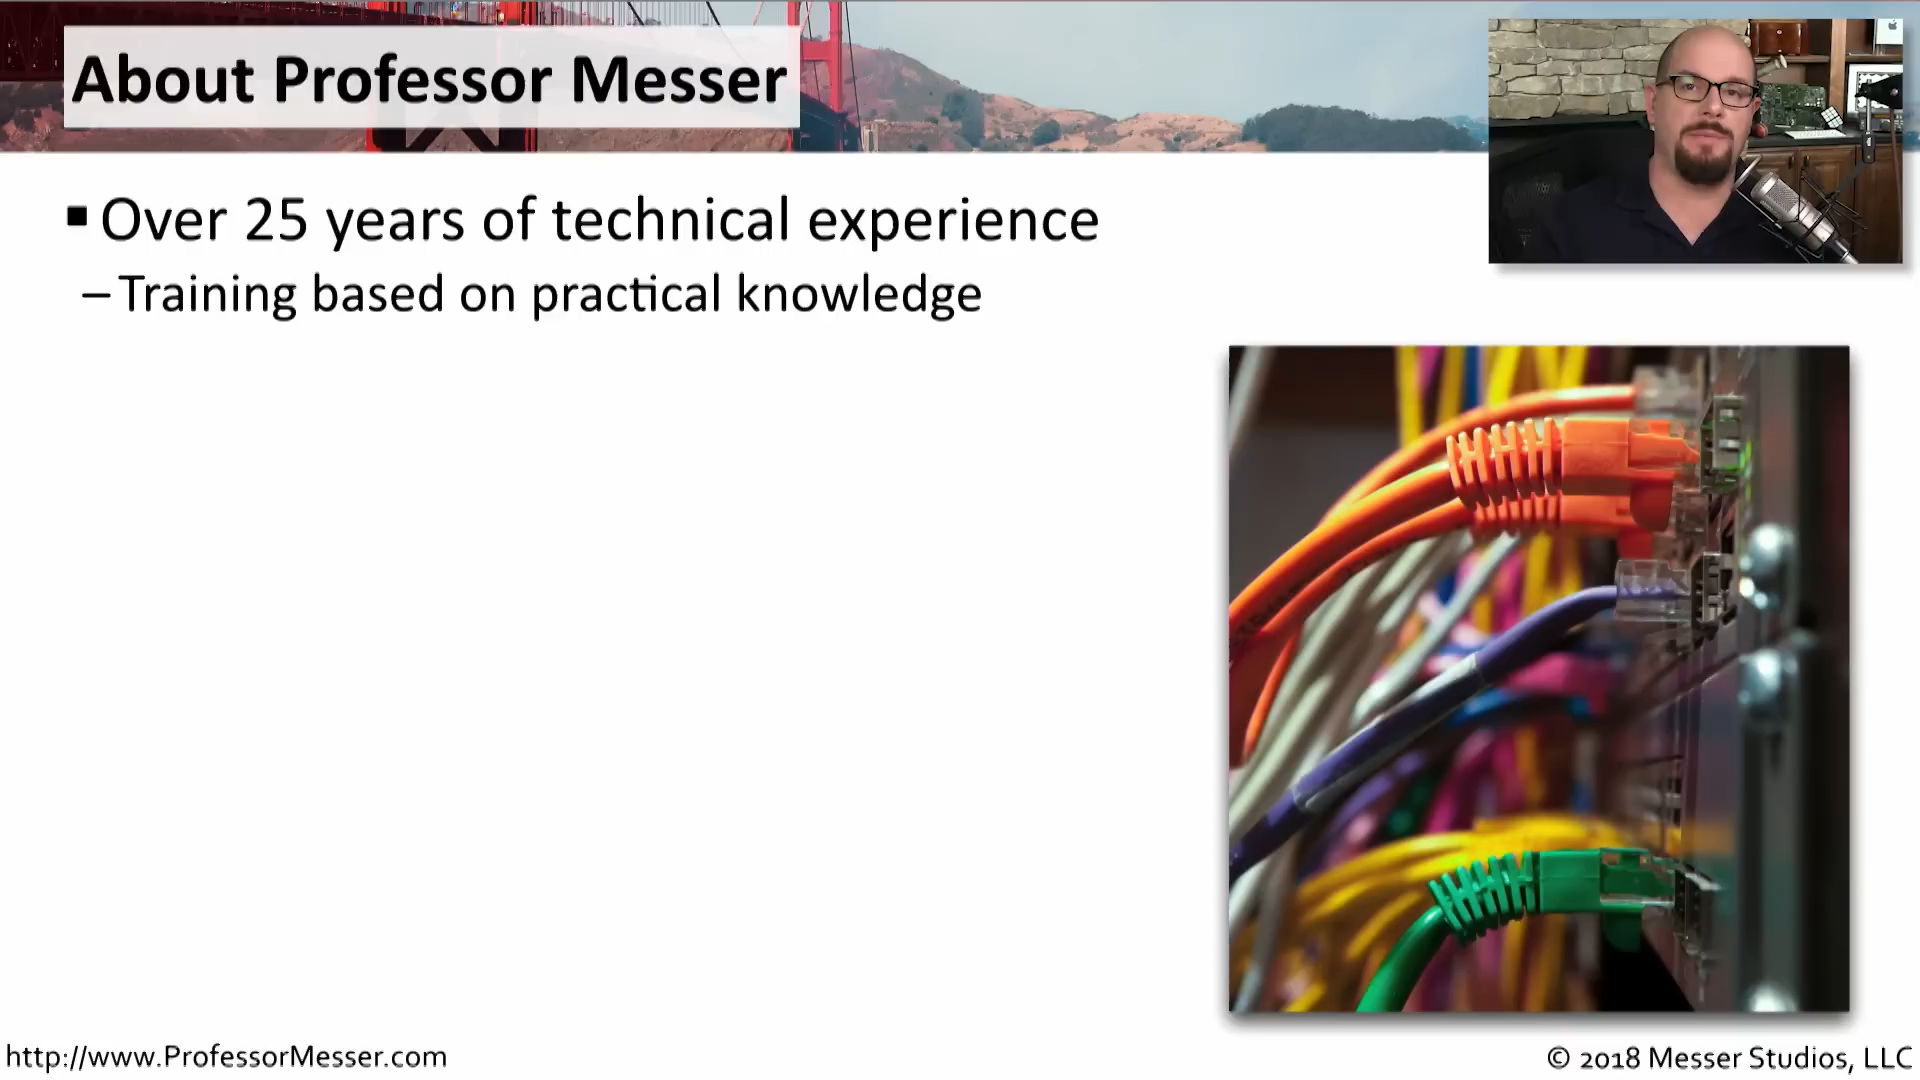 About Professor Messer
▪ Over 25 years of technical experience
– Training based on practical knowledge
http://www.ProfessorMesser.com
© 2018 Messer Studios, LLC